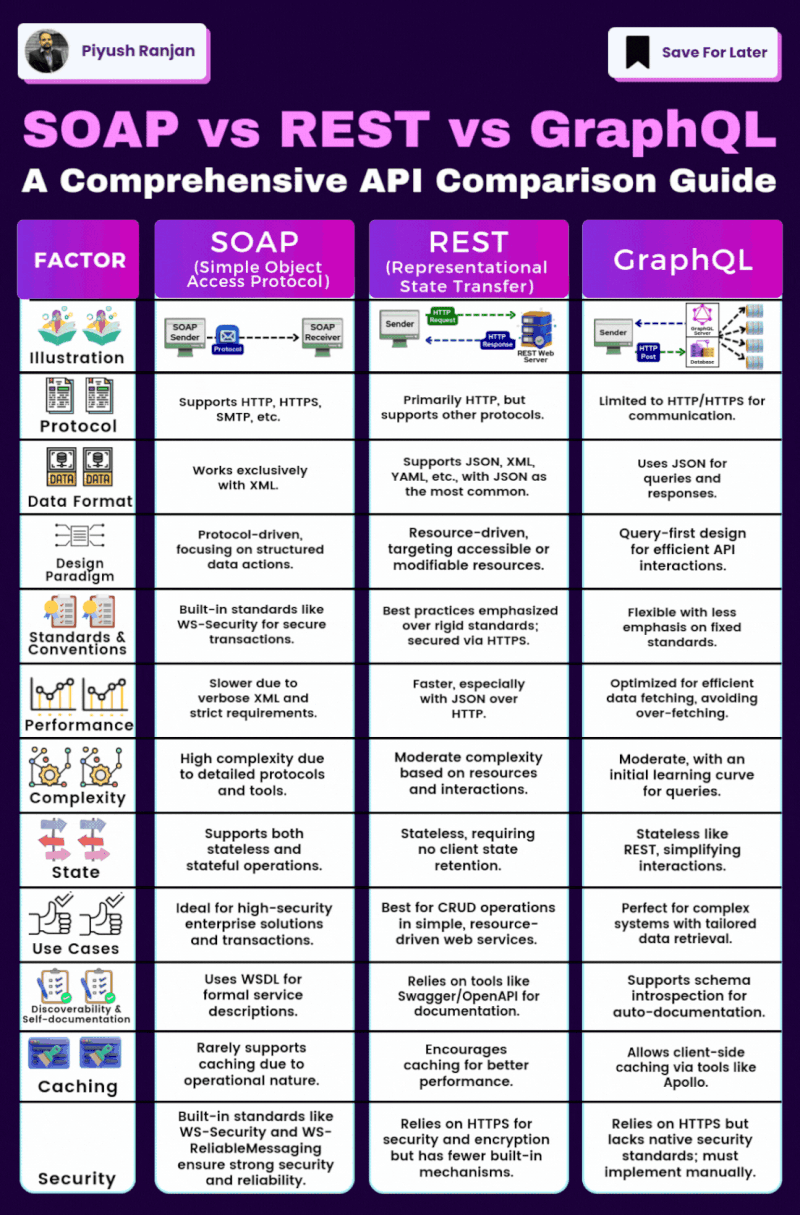 Piyush Ranjan
Save For Later
SOAP vs REST vs GraphQL
A Comprehensive API Comparison Guide
FACTOR
SOAP
(Simple Object
Access Protocol)
REST
(Representational
State Transfer)
GraphQL
Illustration
SOAP
Sender
Protocol
SOAP
Receiver
Sender
HTTP
Request
HTTP
Response
REST Web
Server
Sender
HTTP
Post
GraphQL
Server
Database
Protocol
Supports HTTP, HTTPS,
SMTP, etc.
Primarily HTTP, but
supports other protocols.
Limited to HTTP/HTTPS for
communication.
DATA
DATA
Data Format
Works exclusively
with XML.
Supports JSON, XML,
YAML, etc., with JSON as
the most common.
Uses JSON for
queries and
responses.
Design
Paradigm
Protocol-driven,
focusing on structured
data actions.
Resource-driven,
targeting accessible or
modifiable resources.
Query-first design
for efficient API
interactions.
Standards &
Conventions
Built-in standards like
WS-Security for secure
transactions.
Best practices emphasized
over rigid standards;
secured via HTTPS.
Flexible with less
emphasis on fixed
standards.
Performance
Slower due to
verbose XML and
strict requirements.
Faster, especially
with JSON over
HTTP.
Optimized for efficient
data fetching, avoiding
over-fetching.
Complexity
High complexity due
to detailed protocols
and tools.
Moderate complexity
based on resources
and interactions.
Moderate, with an
initial learning curve
for queries.
State
Supports both
stateless and
stateful operations.
Stateless, requiring
no client state
retention.
Stateless like
REST, simplifying
interactions.
Use Cases
Ideal for high-security
enterprise solutions
and transactions.
Best for CRUD operations
in simple, resource-
driven web services.
Perfect for complex
systems with tailored
data retrieval.
Discoverability &
Self-documentation
Uses WSDL for
formal service
descriptions.
Relies on tools like
Swagger/OpenAPI for
documentation.
Supports schema
introspection for
auto-documentation.
Caching
Rarely supports
caching due to
operational nature.
Encourages
caching for better
performance.
Allows client-side
caching via tools like
Apollo.
Security
Built-in standards like
WS-Security and WS-
ReliableMessaging
ensure strong security
and reliability.
Relies on HTTPS for
security and encryption
but has fewer built-in
mechanisms.
Relies on HTTPS but
lacks native security
standards; must
implement manually.